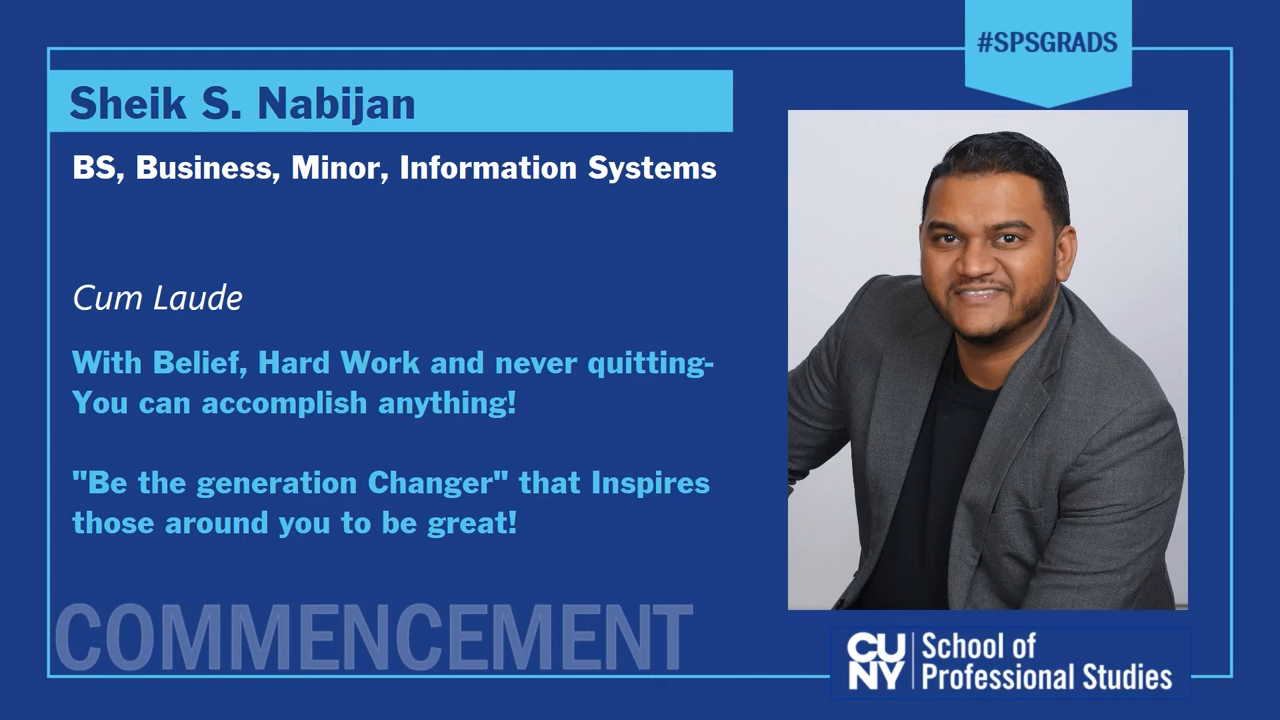 #SPSGRADS
Sheik S. Nabijan
BS, Business, Minor, Information Systems
Cum Laude
With Belief, Hard Work and never quitting-
You can accomplish anything!
"Be the generation Changer" that Inspires
those around you to be great!
COMMENCEMENT
CU
NY
School of
Professional Studies